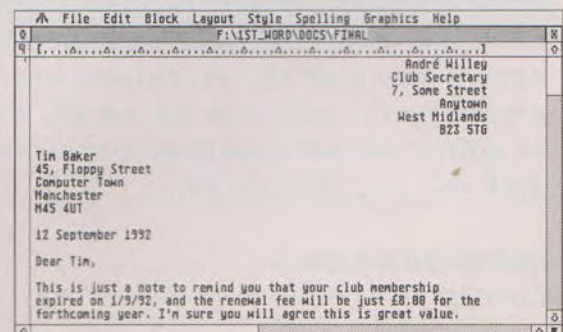 File Edit Block Layout Style Spelling Graphics Help
F:\1ST_WORD\DOCS\FINAL
André Willey
Club Secretary
7, Some Street
Anytown
West Midlands
B23 5TG
Tim Baker
45, Floppy Street
Computer Town
Manchester
M45 4UT
12 September 1992
Dear Tim,
This is just a note to remind you that your club membership
expired on 1/9/92, and the renewal fee will be just £8.00 for the
forthcoming year. I'm sure you will agree this is great value.